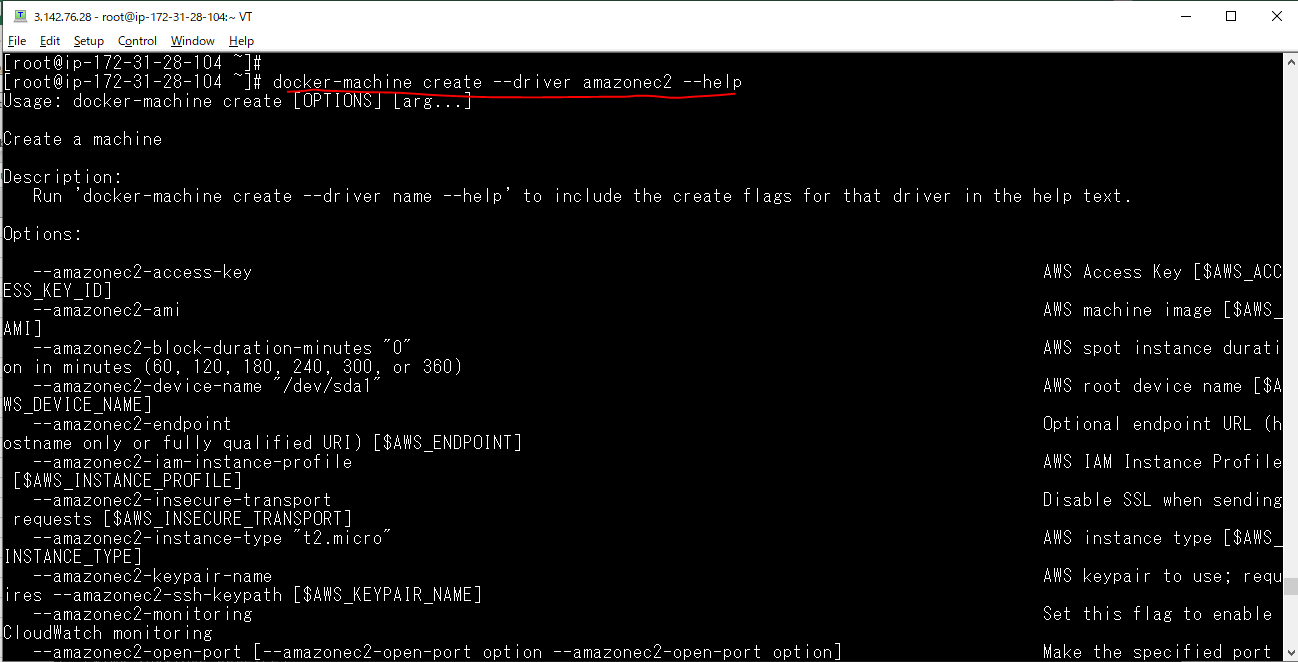 3.142.76.28 - root@ip-172-31-28-104:~ VT
File Edit Setup Control Window Help
[root@ip-172-31-28-104 ~]#
[root@ip-172-31-28-104 ~]# docker-machine create --driver amazonec2 --help
Usage: docker-machine create [OPTIONS] [arg...]
Create a machine
Description:
Run 'docker-machine create --driver name --help' to include the create flags for that driver in the help text.
Options:
--amazonec2-access-key AWS Access Key [$AWS_ACC
ESS_KEY_ID]
--amazonec2-ami AWS machine image [$AWS_
AMI]
--amazonec2-block-duration-minutes "0" AWS spot instance durati
on in minutes (60, 120, 180, 240, 300, or 360)
--amazonec2-device-name "/dev/sda1" AWS root device name [$A
WS_DEVICE_NAME]
--amazonec2-endpoint Optional endpoint URL (h
ostname only or fully qualified URI) [$AWS_ENDPOINT]
--amazonec2-iam-instance-profile AWS IAM Instance Profile
[$AWS_INSTANCE_PROFILE]
--amazonec2-insecure-transport Disable SSL when sending
requests [$AWS_INSECURE_TRANSPORT]
--amazonec2-instance-type "t2.micro" AWS instance type [$AWS_
INSTANCE_TYPE]
--amazonec2-keypair-name AWS keypair to use; requ
ires --amazonec2-ssh-keypath [$AWS_KEYPAIR_NAME]
--amazonec2-monitoring Set this flag to enable
CloudWatch monitoring
--amazonec2-open-port [--amazonec2-open-port option --amazonec2-open-port option] Make the specified port